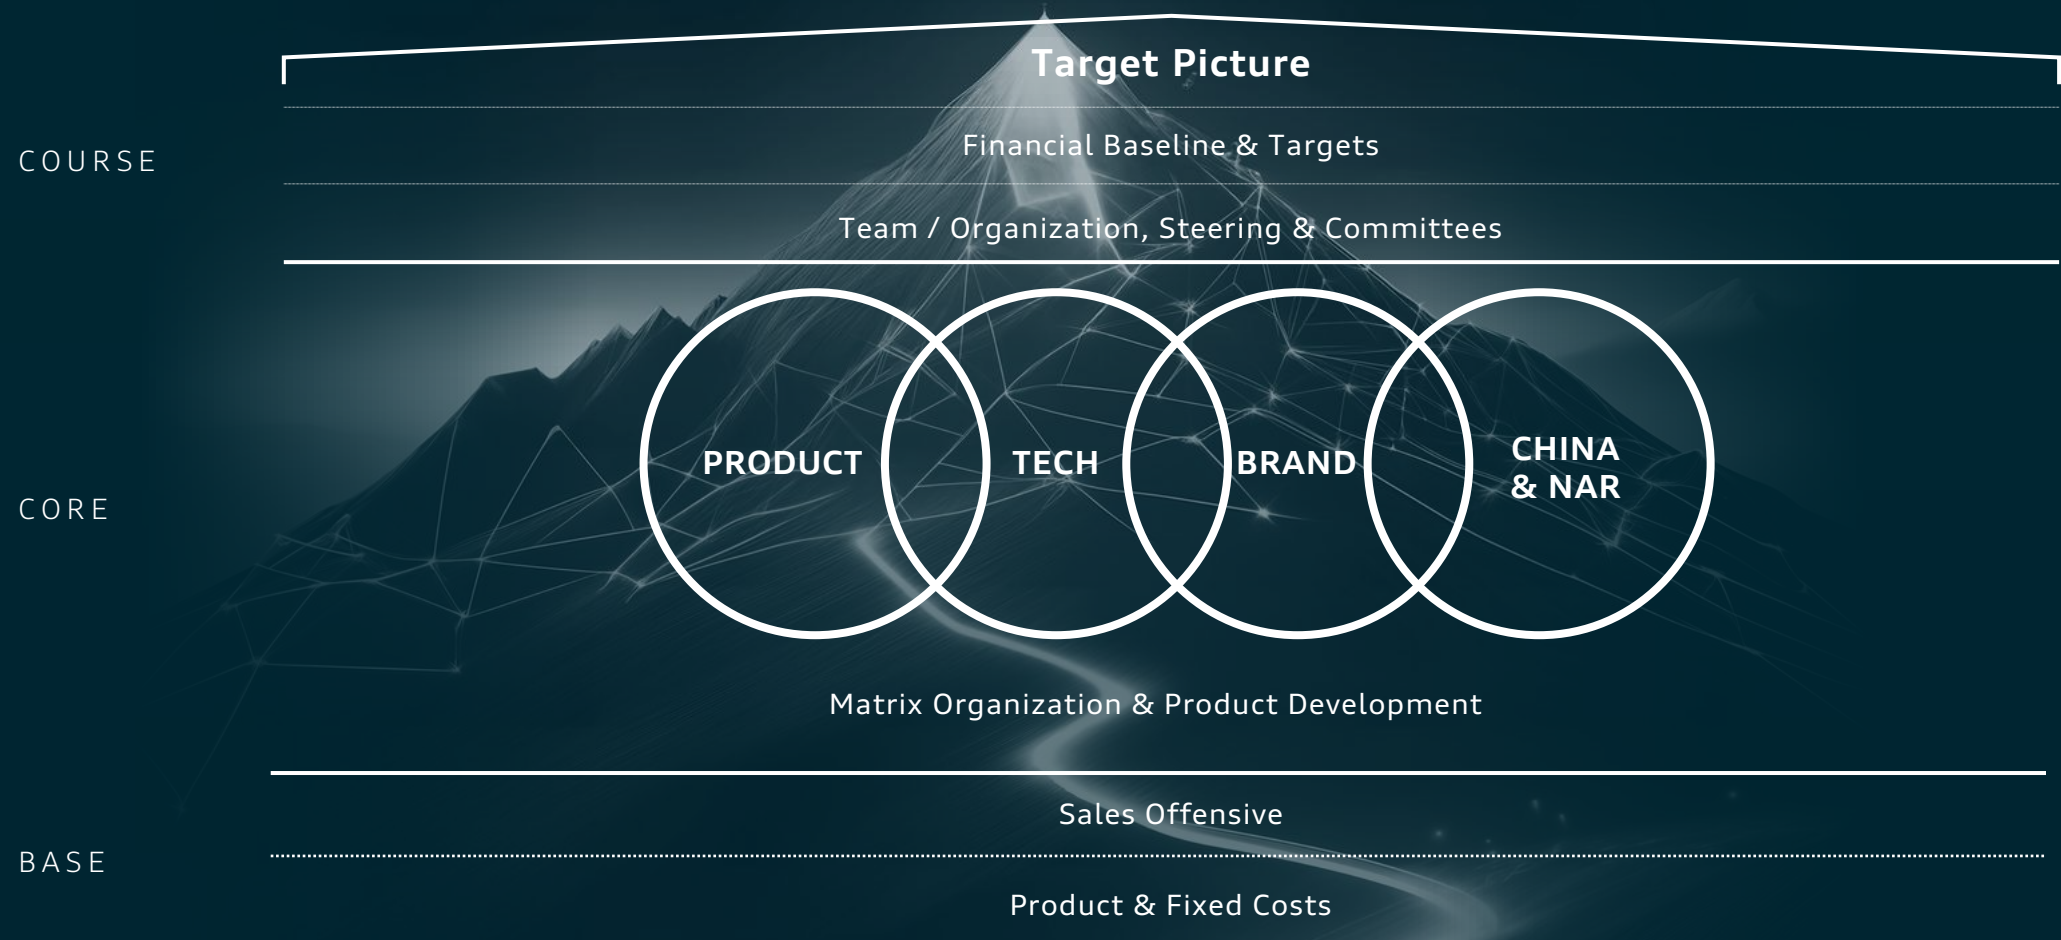 Target Picture
COURSE
Financial Baseline & Targets
Team / Organization, Steering & Committees
CORE
PRODUCT
TECH
BRAND
CHINA
& NAR
Matrix Organization & Product Development
BASE
Sales Offensive
Product & Fixed Costs